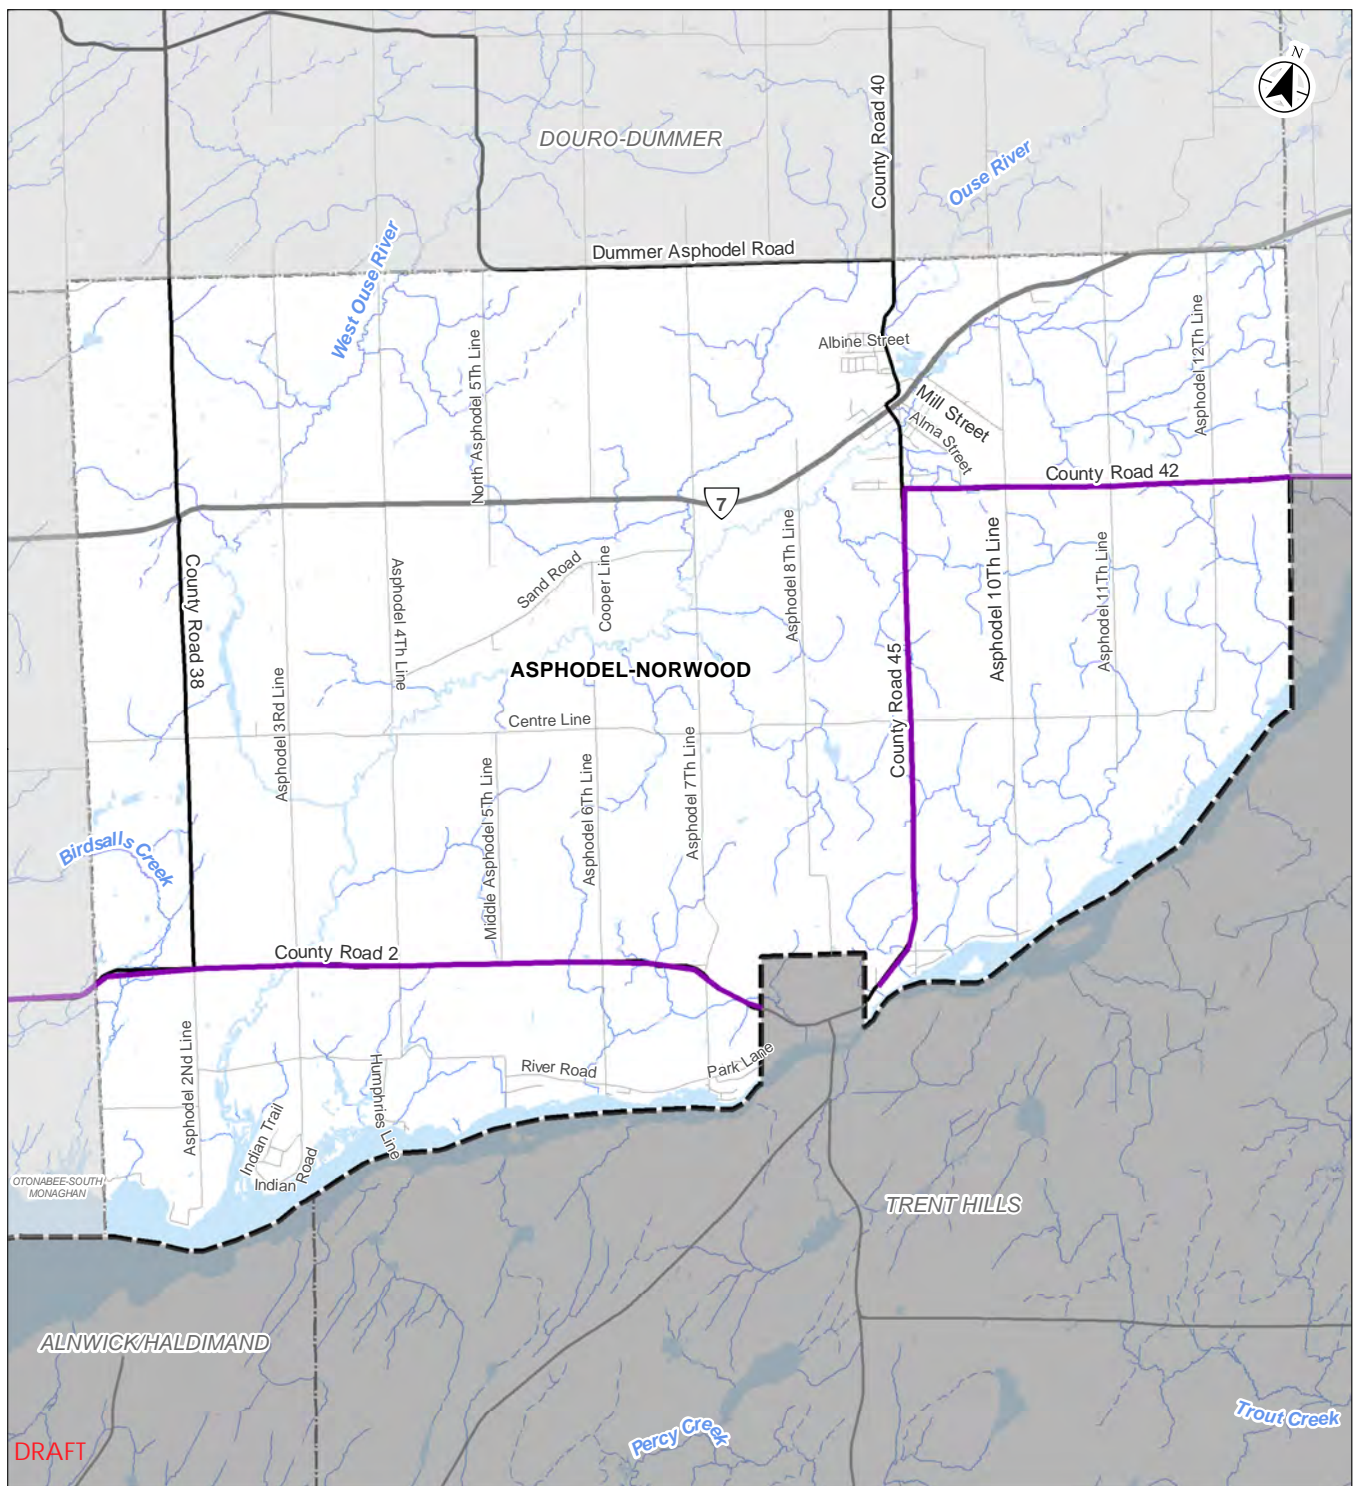 N
County Road 40
DOURO-DUMMER
Ouse River
West Ouse River
Dummer Asphodel Road
Albine Street
Asphodel 12Th Line
North Asphodel 5Th Line
Mill Street
Alma Street
County Road 42
7
County Road 38
Asphodel 4Th Line
Sand Road
Cooper Line
Asphodel 8Th Line
Asphodel 10Th Line
Asphodel 11Th Line
County Road 45
ASPHODEL-NORWOOD
Asphodel 3Rd Line
Centre Line
Middle Asphodel 5Th Line
Asphodel 6Th Line
Asphodel 7Th Line
Birdsalls Creek
County Road 2
Asphodel 2Nd Line
Humphries Line
River Road
Park Lane
Indian Trail
Indian Road
OTONABEE-SOUTH
MONAGHAN
TRENT HILLS
ALNWICK/HALDIMAND
Percy Creek
Trout Creek
DRAFT